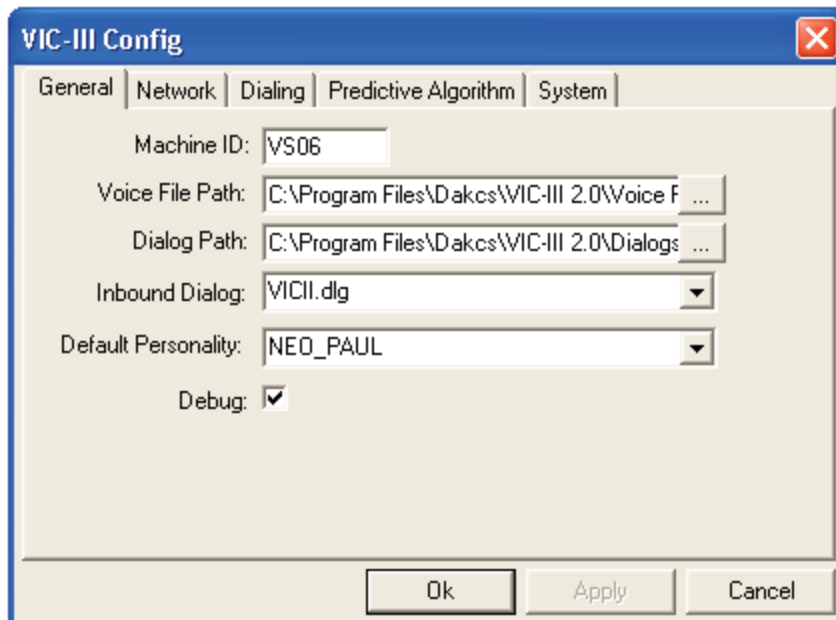 VIC-III Config
General Network Dialing Predictive Algorithm System
Machine ID: VS06
Voice File Path: C:\Program Files\Dakcs\VIC-III 2.0\Voice F ...
Dialog Path: C:\Program Files\Dakcs\VIC-III 2.0\Dialogs ...
Inbound Dialog: VICII.dlg
Default Personality: NEO_PAUL
Debug:
Ok Apply Cancel